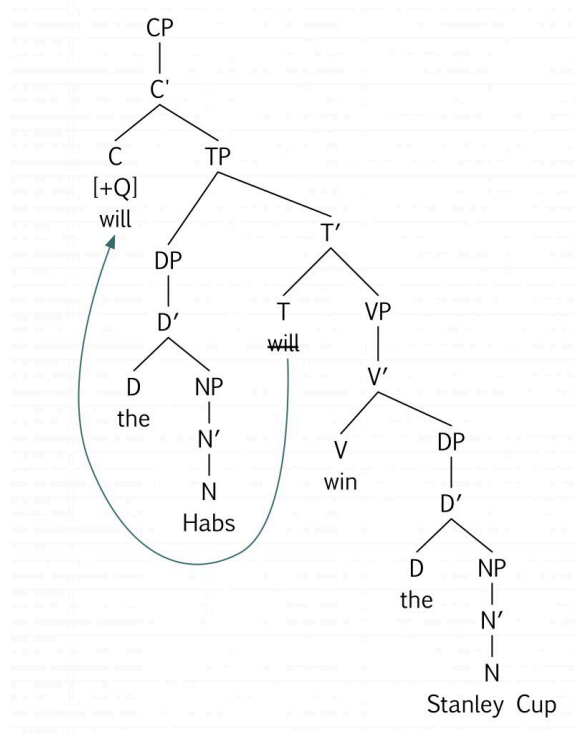 CP
C'
C TP
[+Q]
will
T′
DP
T VP
will
D′
V′
D NP
the
N′
V DP
win
N
Habs
D′
D NP
the
N′
N
Stanley Cup